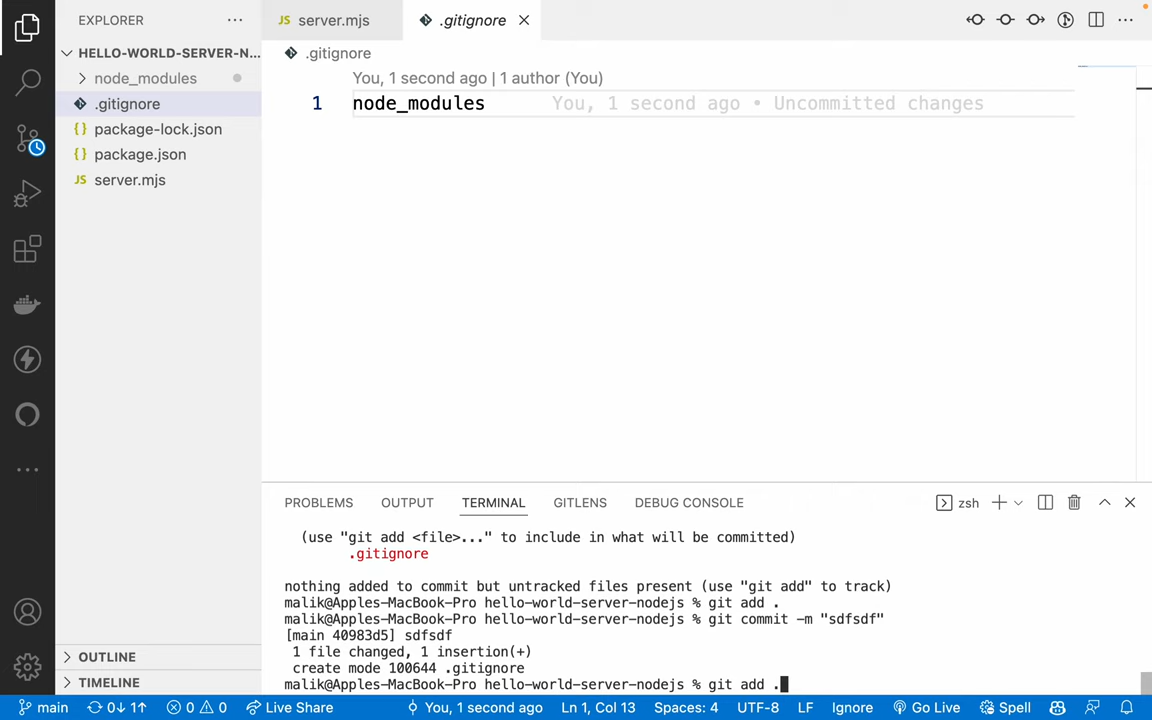 EXPLORER
HELLO-WORLD-SERVER-N...
node_modules
.gitignore
package-lock.json
package.json
JS server.mjs
OUTLINE
TIMELINE
JS server.mjs
.gitignore
.gitignore
You, 1 second ago | 1 author (You)
1 node_modules You, 1 second ago • Uncommitted changes
PROBLEMS OUTPUT TERMINAL GITLENS DEBUG CONSOLE
zsh
(use "git add <file>..." to include in what will be committed)
.gitignore
nothing added to commit but untracked files present (use "git add" to track)
malik@Apples-MacBook-Pro hello-world-server-nodejs % git add .
malik@Apples-MacBook-Pro hello-world-server-nodejs % git commit -m "sdfsdf"
[main 40983d5] sdfsdf
1 file changed, 1 insertion(+)
create mode 100644 .gitignore
malik@Apples-MacBook-Pro hello-world-server-nodejs % git add .
main 0↓ 1↑ 0 0 Live Share You, 1 second ago Ln 1, Col 13 Spaces: 4 UTF-8 LF Ignore Go Live Spell